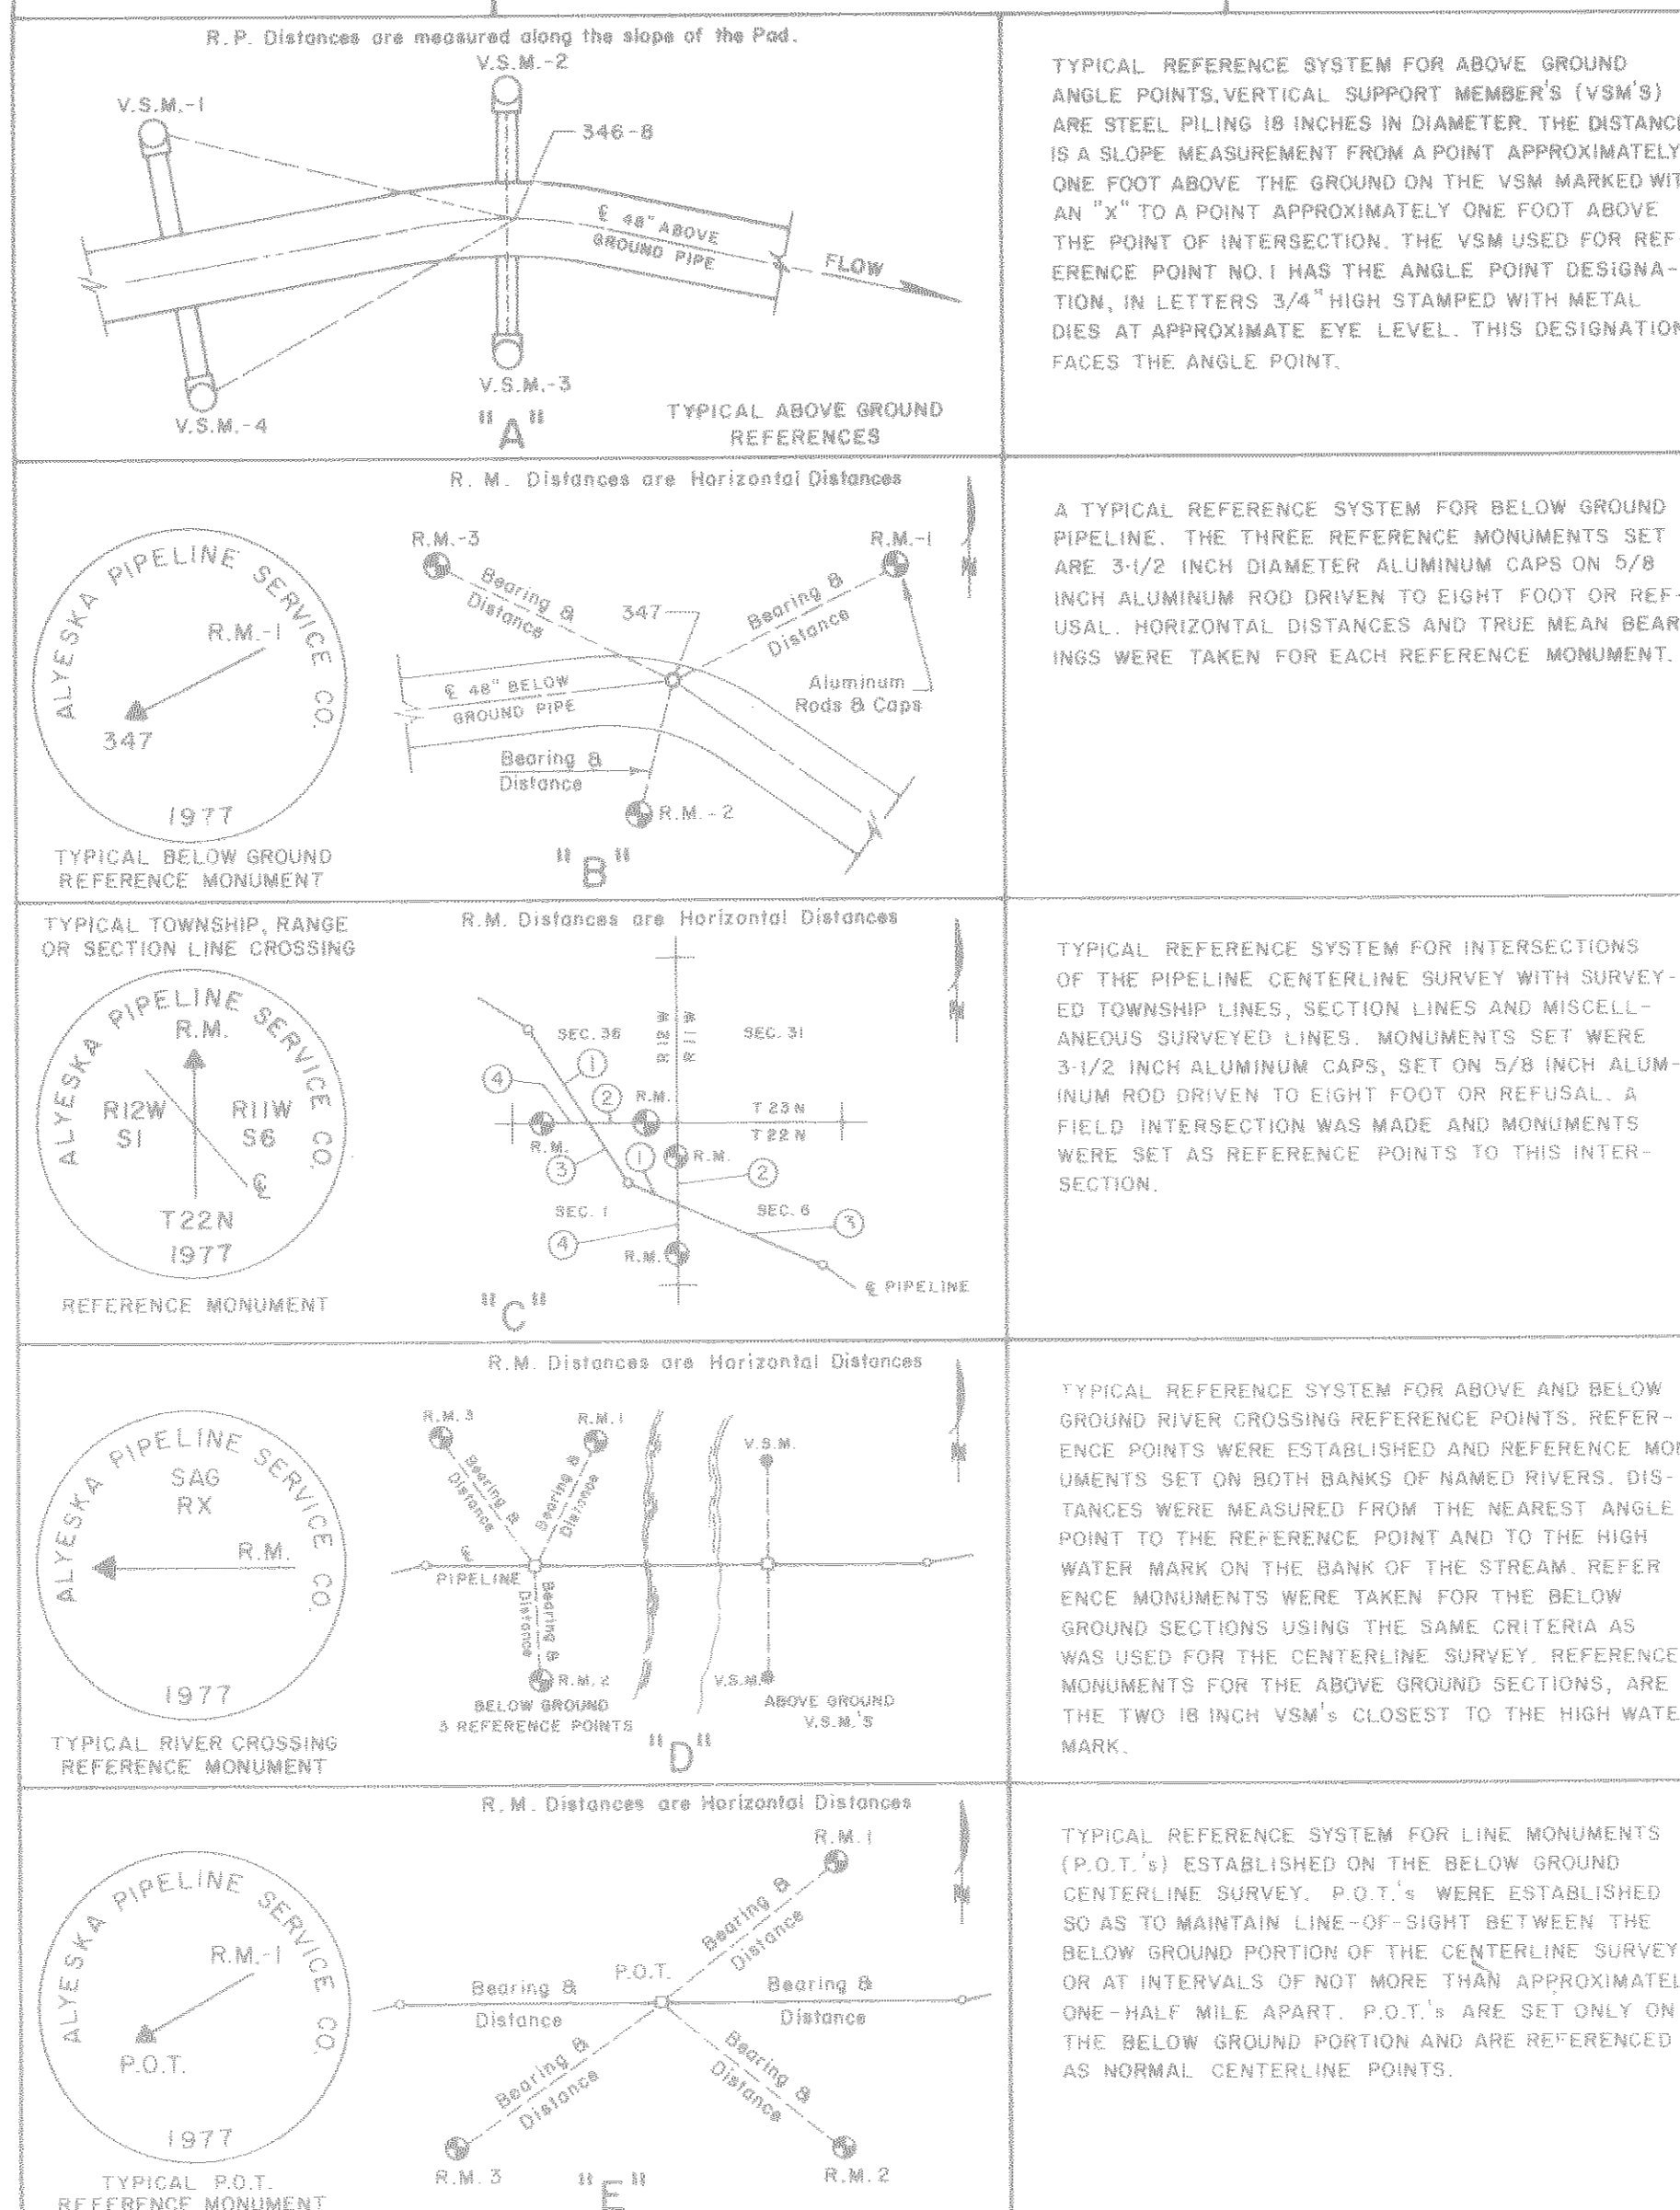 R.P. Distances are measured along the slope of the Pad.
V.S.M.-2
V.S.M.-1
346-8
℄ 48" ABOVE
GROUND PIPE
FLOW
V.S.M.-3
V.S.M.-4
"A"
TYPICAL ABOVE GROUND
REFERENCES
TYPICAL REFERENCE SYSTEM FOR ABOVE GROUND
ANGLE POINTS. VERTICAL SUPPORT MEMBER'S (VSM'S)
ARE STEEL PILING 18 INCHES IN DIAMETER. THE DISTANC
IS A SLOPE MEASUREMENT FROM A POINT APPROXIMATELY
ONE FOOT ABOVE THE GROUND ON THE VSM MARKED WIT
AN "X" TO A POINT APPROXIMATELY ONE FOOT ABOVE
THE POINT OF INTERSECTION. THE VSM USED FOR REF-
ERENCE POINT NO. 1 HAS THE ANGLE POINT DESIGNA-
TION, IN LETTERS 3/4" HIGH STAMPED WITH METAL
DIES AT APPROXIMATE EYE LEVEL. THIS DESIGNATION
FACES THE ANGLE POINT.
R. M. Distances are Horizontal Distances
ALYESKA PIPELINE SERVICE CO.
R.M.-1
347
1977
TYPICAL BELOW GROUND
REFERENCE MONUMENT
R.M.-3
R.M.-1
N
Bearing &
Distance
Bearing &
Distance
347
℄ 48" BELOW
GROUND PIPE
Aluminum
Rods & Caps
Bearing &
Distance
R.M.-2
"B"
A TYPICAL REFERENCE SYSTEM FOR BELOW GROUND
PIPELINE. THE THREE REFERENCE MONUMENTS SET
ARE 3-1/2 INCH DIAMETER ALUMINUM CAPS ON 5/8
INCH ALUMINUM ROD DRIVEN TO EIGHT FOOT OR REF-
USAL. HORIZONTAL DISTANCES AND TRUE MEAN BEAR
INGS WERE TAKEN FOR EACH REFERENCE MONUMENT.
TYPICAL TOWNSHIP, RANGE
OR SECTION LINE CROSSING
ALYESKA PIPELINE SERVICE CO.
R.M.
R12W R11W
S1 S6
℄
T22N
1977
REFERENCE MONUMENT
R.M. Distances are Horizontal Distances
N
SEC. 36
R12W
R11W
SEC. 31
1
4
2
R.M.
T 23 N
T 22 N
R.M.
3
1
R.M.
2
SEC. 1
SEC. 6
4
3
R.M.
℄ PIPELINE
"C"
TYPICAL REFERENCE SYSTEM FOR INTERSECTIONS
OF THE PIPELINE CENTERLINE SURVEY WITH SURVEY-
ED TOWNSHIP LINES, SECTION LINES AND MISCELL-
ANEOUS SURVEYED LINES. MONUMENTS SET WERE
3-1/2 INCH ALUMINUM CAPS, SET ON 5/8 INCH ALUM-
INUM ROD DRIVEN TO EIGHT FOOT OR REFUSAL. A
FIELD INTERSECTION WAS MADE AND MONUMENTS
WERE SET AS REFERENCE POINTS TO THIS INTER-
SECTION.
R.M. Distances are Horizontal Distances
ALYESKA PIPELINE SERVICE CO.
SAG
RX
R.M.
1977
TYPICAL RIVER CROSSING
REFERENCE MONUMENT
R.M. 3
R.M. 1
V.S.M.
N
Bearing &
Distance
Bearing &
Distance
℄
PIPELINE
Bearing &
Distance
R.M. 2
V.S.M.
BELOW GROUND
3 REFERENCE POINTS
ABOVE GROUND
V.S.M.'S
"D"
TYPICAL REFERENCE SYSTEM FOR ABOVE AND BELOW
GROUND RIVER CROSSING REFERENCE POINTS. REFER-
ENCE POINTS WERE ESTABLISHED AND REFERENCE MON
UMENTS SET ON BOTH BANKS OF NAMED RIVERS. DIS-
TANCES WERE MEASURED FROM THE NEAREST ANGLE
POINT TO THE REFERENCE POINT AND TO THE HIGH
WATER MARK ON THE BANK OF THE STREAM. REFER
ENCE MONUMENTS WERE TAKEN FOR THE BELOW
GROUND SECTIONS USING THE SAME CRITERIA AS
WAS USED FOR THE CENTERLINE SURVEY. REFERENCE
MONUMENTS FOR THE ABOVE GROUND SECTIONS, ARE
THE TWO 18 INCH VSM's CLOSEST TO THE HIGH WATE
MARK.
R.M. Distances are Horizontal Distances
ALYESKA PIPELINE SERVICE CO.
R.M.-1
P.O.T.
1977
TYPICAL P.O.T.
REFERENCE MONUMENT
R.M. 1
N
Bearing &
Distance
P.O.T.
Bearing &
Distance
Bearing &
Distance
Bearing &
Distance
Bearing &
Distance
R.M. 3
R.M. 2
"E"
TYPICAL REFERENCE SYSTEM FOR LINE MONUMENTS
(P.O.T.'s) ESTABLISHED ON THE BELOW GROUND
CENTERLINE SURVEY. P.O.T.'s WERE ESTABLISHED
SO AS TO MAINTAIN LINE-OF-SIGHT BETWEEN THE
BELOW GROUND PORTION OF THE CENTERLINE SURVEY
OR AT INTERVALS OF NOT MORE THAN APPROXIMATEL
ONE-HALF MILE APART. P.O.T.'s ARE SET ONLY ON
THE BELOW GROUND PORTION AND ARE REFERENCED
AS NORMAL CENTERLINE POINTS.